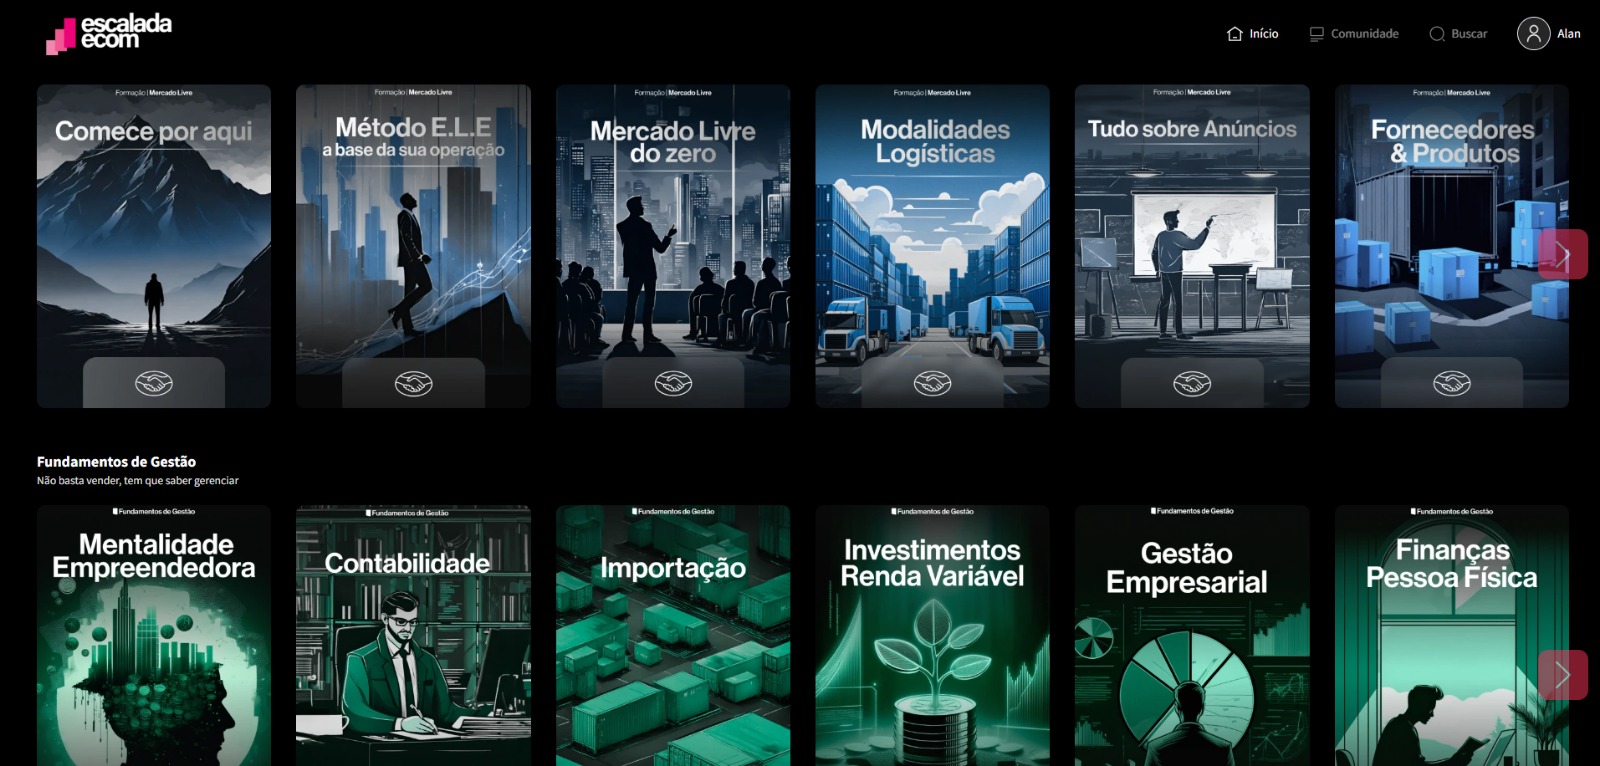 escalada
ecom
Início
Comunidade
Buscar
Alan
Formação | Mercado Livre
Comece por aqui
Formação | Mercado Livre
Método E.L.E
a base da sua operação
Formação | Mercado Livre
Mercado Livre
do zero
Formação | Mercado Livre
Modalidades
Logísticas
Formação | Mercado Livre
Tudo sobre Anúncios
Formação | Mercado Livre
Fornecedores
& Produtos
Fundamentos de Gestão
Não basta vender, tem que saber gerenciar
Fundamentos de Gestão
Mentalidade
Empreendedora
Fundamentos de Gestão
Contabilidade
Fundamentos de Gestão
Importação
Fundamentos de Gestão
Investimentos
Renda Variável
Fundamentos de Gestão
Gestão
Empresarial
Fundamentos de Gestão
Finanças
Pessoa Física